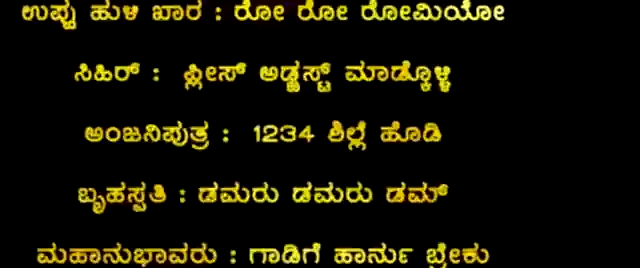 ಉಪ್ಪು ಹುಳಿ ಖಾರ : ರೋ ರೋ ರೋಮಿಯೋ
ಸಿಹಿರ್ : ಪ್ಲೀಸ್ ಅಡ್ಜಸ್ಟ್ ಮಾಡ್ಕೊಳ್ಳಿ
ಅಂಜನಿಪುತ್ರ : 1234 ಶಿಲ್ಲೆ ಹೊಡಿ
ಬೃಹಸ್ಪತಿ : ಡಮರು ಡಮರು ಡಮ್
ಮಹಾನುಭಾವರು : ಗಾಡಿಗೆ ಹಾರ್ನು ಬ್ರೇಕು